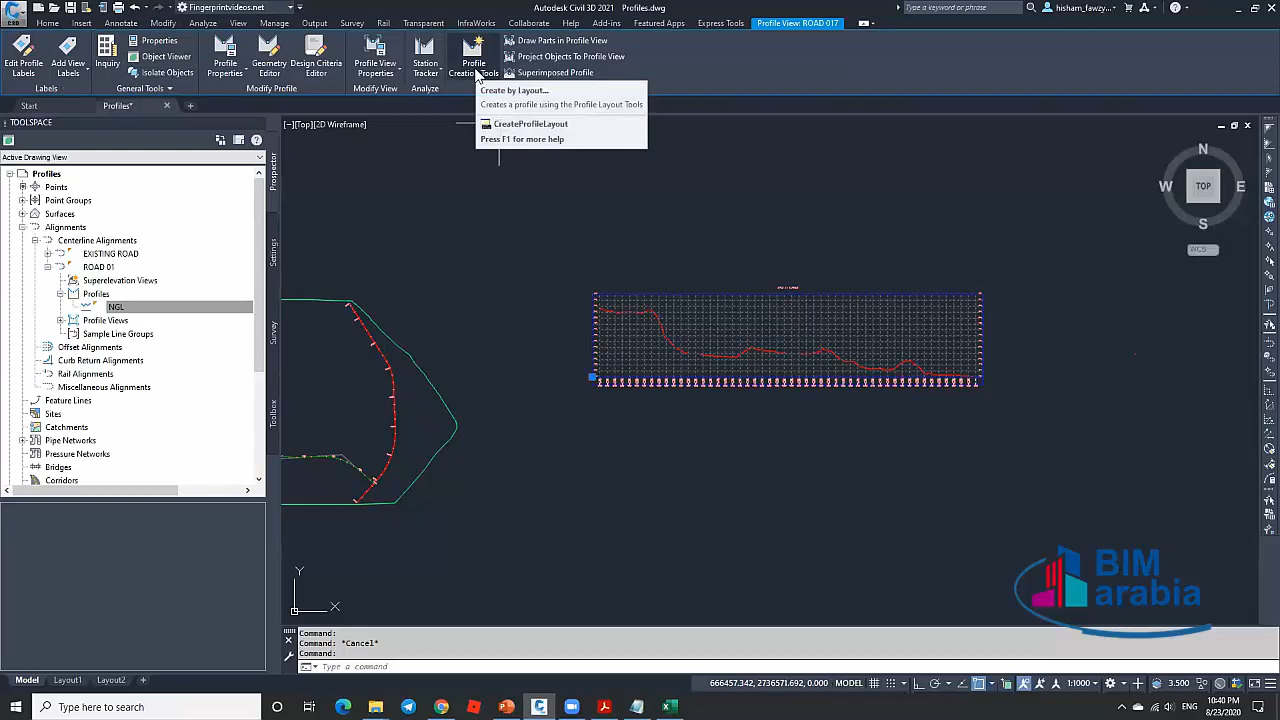 Fingerprintvideos.net
Autodesk Civil 3D 2021 Profiles.dwg
Type a keyword or phrase
hisham_fawzy...
Home Insert Annotate Modify Analyze View Manage Output Survey Rail Transparent InfraWorks Collaborate Help Add-ins Featured Apps Express Tools Profile View: ROAD 017
Edit Profile Labels
Add View Labels
Inquiry
Properties
Object Viewer
Isolate Objects
Profile Properties
Geometry Editor
Design Criteria Editor
Profile View Properties
Station Tracker
Profile Creation Tools
Draw Parts in Profile View
Project Objects To Profile View
Superimposed Profile
Labels General Tools Modify Profile Modify View Analyze
Create by Layout...
Creates a profile using the Profile Layout Tools
CreateProfileLayout
Press F1 for more help
Start Profiles*
TOOLSPACE
[−][Top][2D Wireframe]
Active Drawing View
Profiles
Points
Point Groups
Surfaces
Alignments
Centerline Alignments
EXISTING ROAD
ROAD 01
Superelevation Views
Profiles
NGL
Profile Views
Sample Line Groups
Offset Alignments
Curb Return Alignments
Rail Alignments
Miscellaneous Alignments
Feature Lines
Sites
Catchments
Pipe Networks
Pressure Networks
Bridges
Corridors
Prospector
Settings
Survey
Toolbox
N
W TOP E
S
WCS
Y
X
BIM
arabia
Command:
Command: *Cancel*
Command:
Type a command
Model Layout1 Layout2
666457.342, 2736571.692, 0.000 MODEL 1:1000 3.500
Type here to search
10:40 PM
8/23/2020